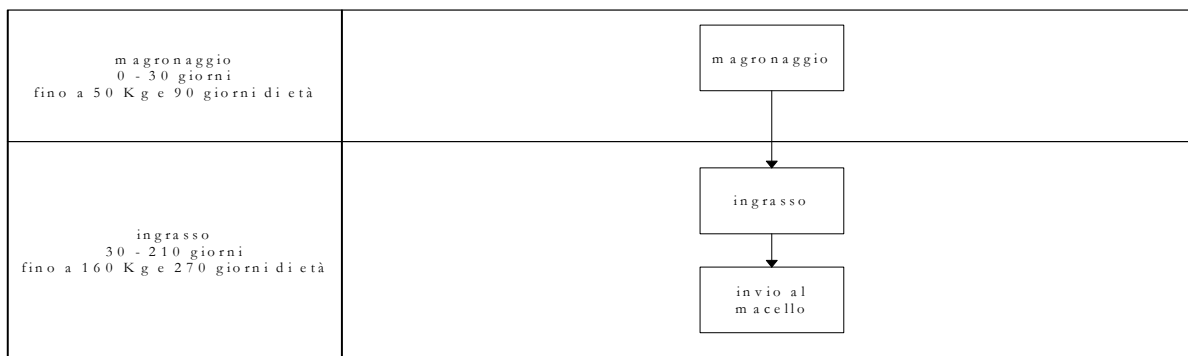 magronaggio
0 - 30 giorni
fino a 50 Kg e 90 giorni di età
magronaggio
ingrasso
30 - 210 giorni
fino a 160 Kg e 270 giorni di età
ingrasso
invio al
macello